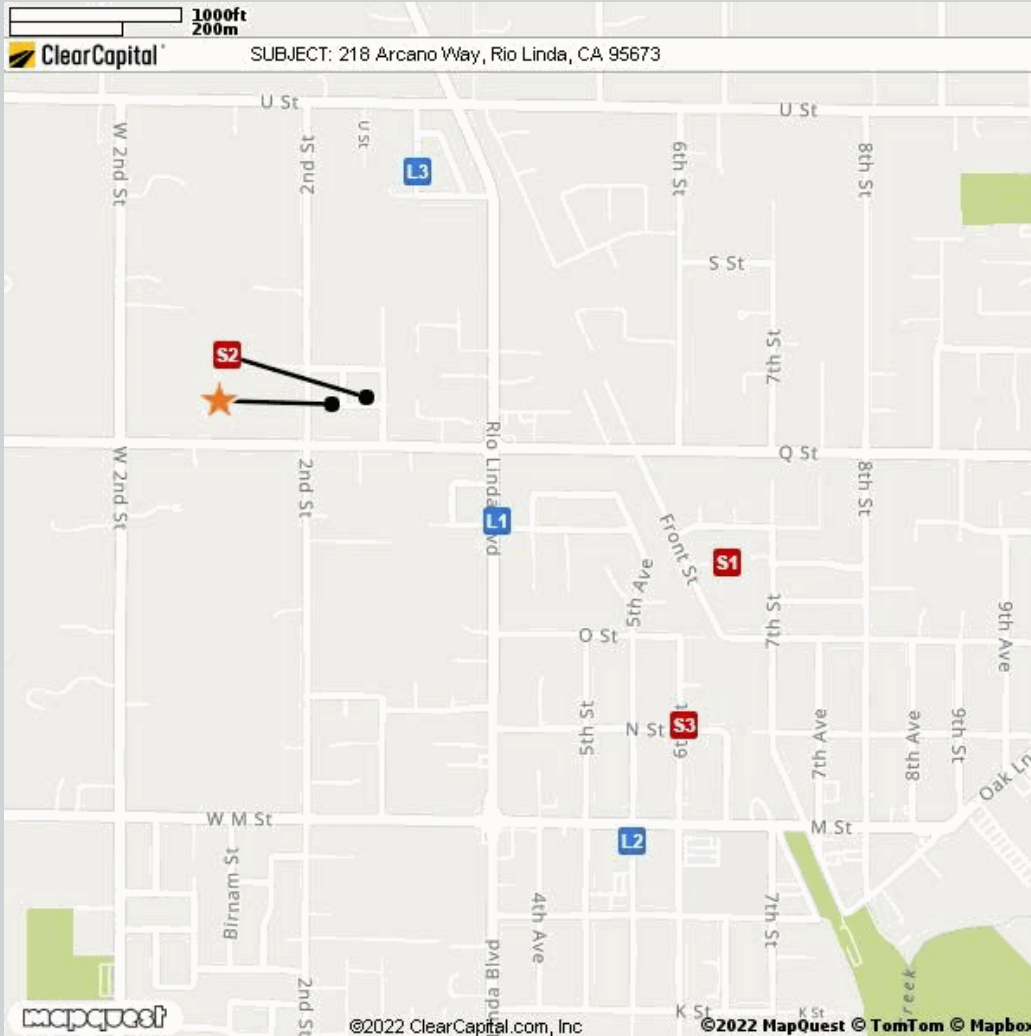 1000ft
200m
ClearCapital
SUBJECT: 218 Arcano Way, Rio Linda, CA 95673
U St
U St
W 2nd St
2nd St
U St
6th St
8th St
L3
S St
S2
7th St
Rio Linda Blvd
Q St
W 2nd St
2nd St
8th St
L1
Front St
S1
5th Ave
7th St
9th Ave
O St
5th St
N St
S3
6th St
7th Ave
8th Ave
9th St
Oak Ln
W M St
M St
L2
Birnam St
4th Ave
7th St
2nd St
nda Blvd
K St
K St
reek
mapquest
©2022 ClearCapital.com, Inc
©2022 MapQuest © TomTom © Mapbox